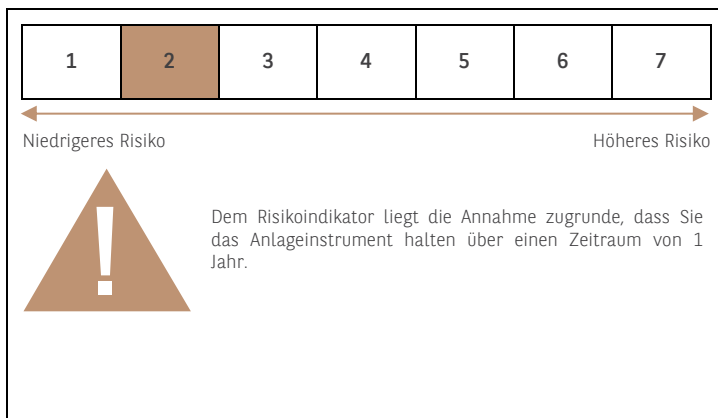 1 2 3 4 5 6 7
Niedrigeres Risiko Höheres Risiko
!
Dem Risikoindikator liegt die Annahme zugrunde, dass Sie
das Anlageinstrument halten über einen Zeitraum von 1
Jahr.